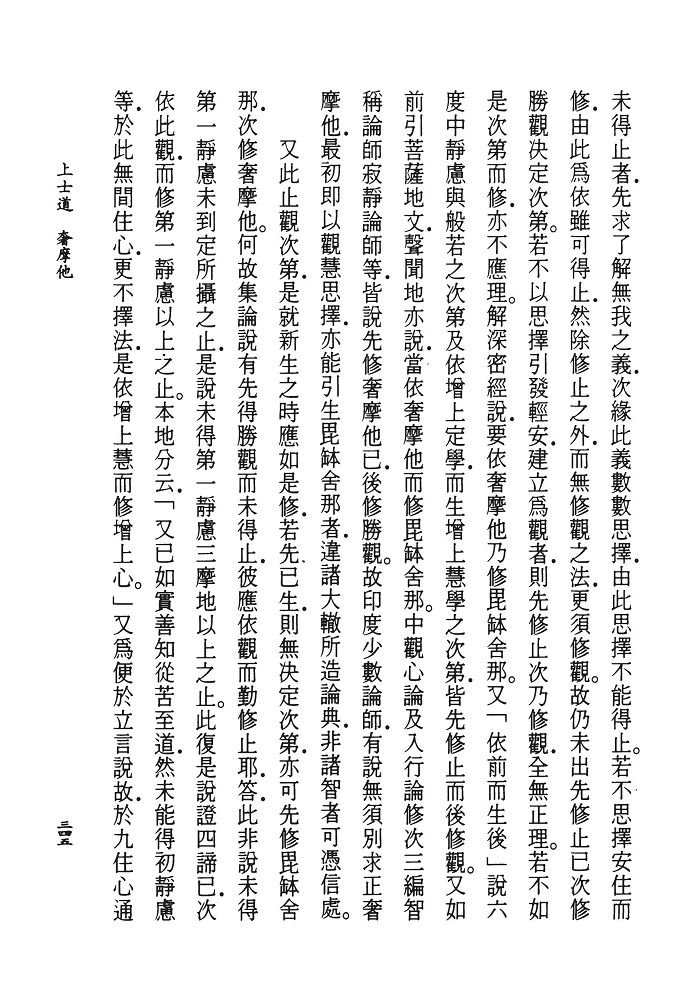 未得止者．先求了解無我之義．次緣此義數數思擇．由此思擇不能得止。若不思擇安住而
修．由此爲依雖可得止．然除修止之外．而無修觀之法．更須修觀。故仍未出先修止已次修
勝觀決定次第。若不以思擇引發輕安．建立爲觀者．則先修止次乃修觀．全無正理。若不如
是次第而修．亦不應理。解深密經說．要依奢摩他乃修毘缽舍那。又「依前而生後」說六
度中靜慮與般若之次第及依增上定學．而生增上慧學之次第．皆先修止而後修觀。又如
前引菩薩地文．聲聞地亦說．當依奢摩他而修毘缽舍那。中觀心論及入行論修次三編智
稱論師寂靜論師等．皆說先修奢摩他已．後修勝觀。故印度少數論師．有說無須別求正奢
摩他．最初即以觀慧思擇．亦能引生毘缽舍那者．違諸大轍所造論典．非諸智者可憑信處。
又此止觀次第．是就新生之時應如是修．若先已生．則無決定次第．亦可先修毘缽舍
那．次修奢摩他。何故集論說有先得勝觀而未得止．彼應依觀而勤修止耶．答此非說未得
第一靜慮未到定所攝之止．是說未得第一靜慮三摩地以上之止。此復是說證四諦已．次
依此觀．而修第一靜慮以上之止。本地分云．「又已如實善知從苦至道．然未能得初靜慮
等．於此無間住心．更不擇法．是依增上慧而修增上心。」又爲便於立言說故．於九住心通
上士道　奢摩他
三四五